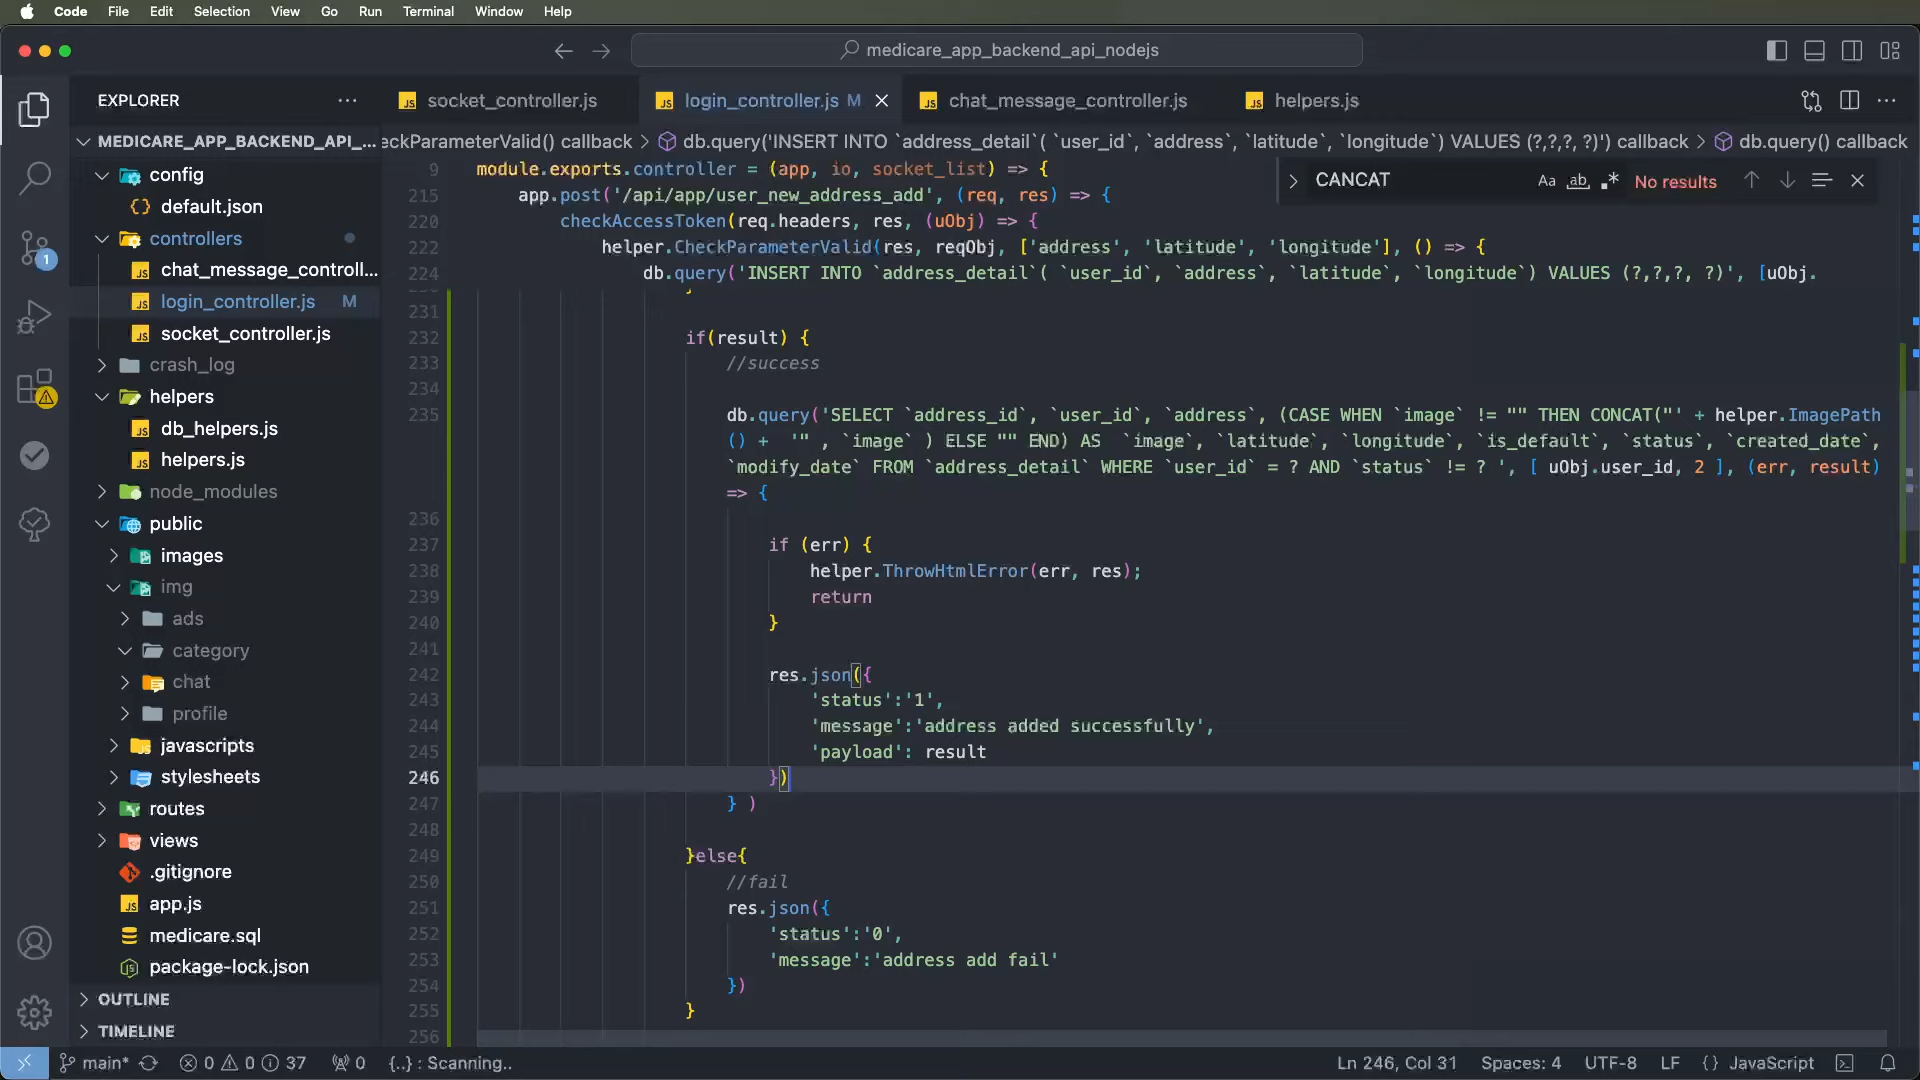 Code File Edit Selection View Go Run Terminal Window Help
medicare_app_backend_api_nodejs
EXPLORER
socket_controller.js
login_controller.js M
chat_message_controller.js
helpers.js
MEDICARE_APP_BACKEND_API_...
eckParameterValid() callback > db.query('INSERT INTO `address_detail`( `user_id`, `address`, `latitude`, `longitude`) VALUES (?,?,?, ?)') callback > db.query() callback
config
default.json
controllers
chat_message_controll...
login_controller.js M
socket_controller.js
crash_log
helpers
db_helpers.js
helpers.js
node_modules
public
images
img
ads
category
chat
profile
javascripts
stylesheets
routes
views
.gitignore
app.js
medicare.sql
package-lock.json
OUTLINE
TIMELINE
1
CANCAT Aa ab .* No results
9 module.exports.controller = (app, io, socket_list) => {
215 app.post('/api/app/user_new_address_add', (req, res) => {
220 checkAccessToken(req.headers, res, (uObj) => {
222 helper.CheckParameterValid(res, reqObj, ['address', 'latitude', 'longitude'], () => {
224 db.query('INSERT INTO `address_detail`( `user_id`, `address`, `latitude`, `longitude`) VALUES (?,?,?, ?)', [uObj.
231
232 if(result) {
233 //success
234
235 db.query('SELECT `address_id`, `user_id`, `address`, (CASE WHEN `image` != "" THEN CONCAT("' + helper.ImagePath
() +  '" , `image` ) ELSE "" END) AS  `image`, `latitude`, `longitude`, `is_default`, `status`, `created_date`,
`modify_date` FROM `address_detail` WHERE `user_id` = ? AND `status` != ? ', [ uObj.user_id, 2 ], (err, result)
=> {
236
237 if (err) {
238 helper.ThrowHtmlError(err, res);
239 return
240 }
241
242 res.json({
243 'status':'1',
244 'message':'address added successfully',
245 'payload': result
246 })
247 } )
248
249 }else{
250 //fail
251 res.json({
252 'status':'0',
253 'message':'address add fail'
254 })
255 }
256
main* 0 0 37 0 {..} : Scanning.. Ln 246, Col 31 Spaces: 4 UTF-8 LF {} JavaScript